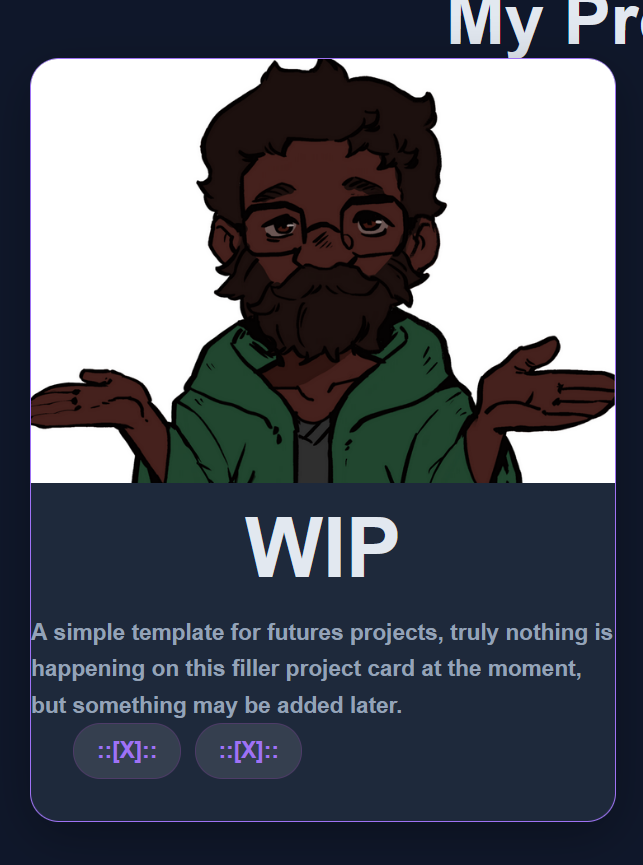 My Pr
WIP
A simple template for futures projects, truly nothing is
happening on this filler project card at the moment,
but something may be added later.
::[X]:: ::[X]::